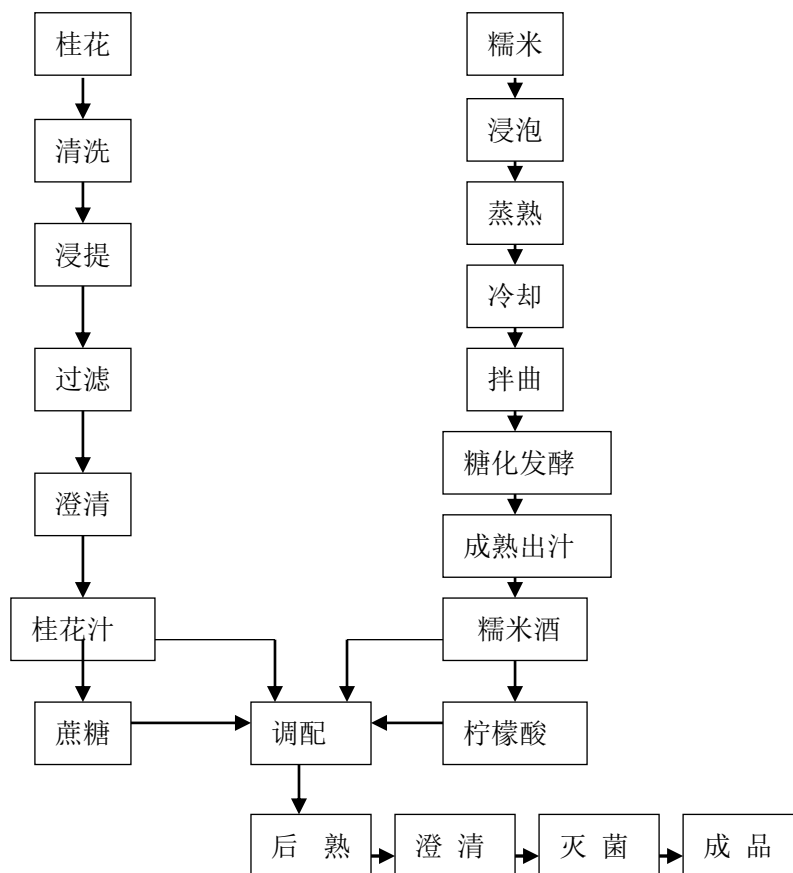 桂花
清洗
浸提
过滤
澄清
桂花汁
蔗糖
糯米
浸泡
蒸熟
冷却
拌曲
糖化发酵
成熟出汁
糯米酒
柠檬酸
调配
后 熟
澄 清
灭 菌
成 品